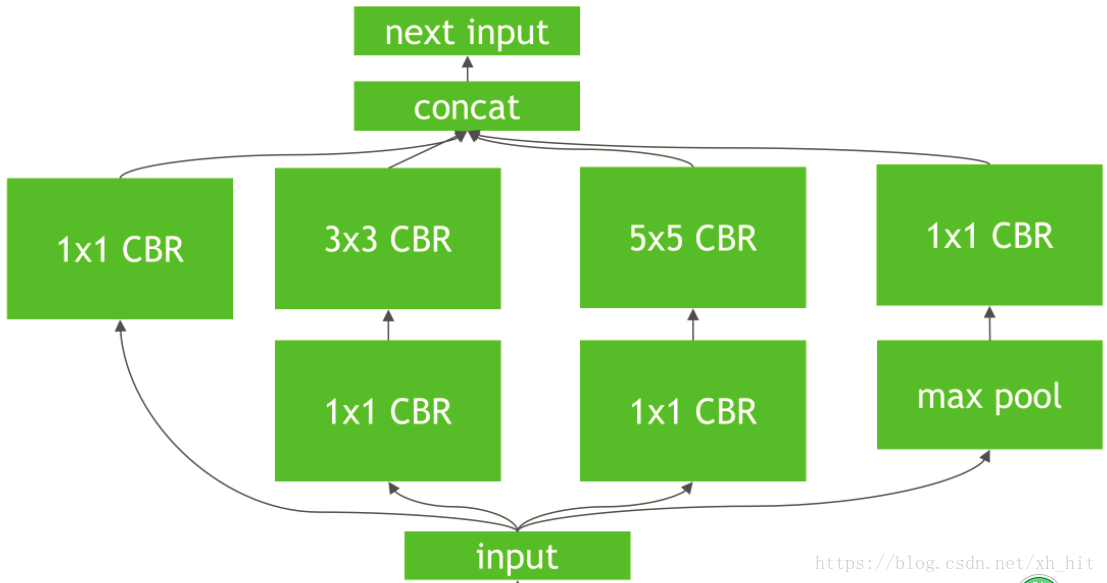 next input
concat
1x1 CBR
3x3 CBR
5x5 CBR
1x1 CBR
1x1 CBR
1x1 CBR
max pool
input
https://blog.csdn.net/xh_hit